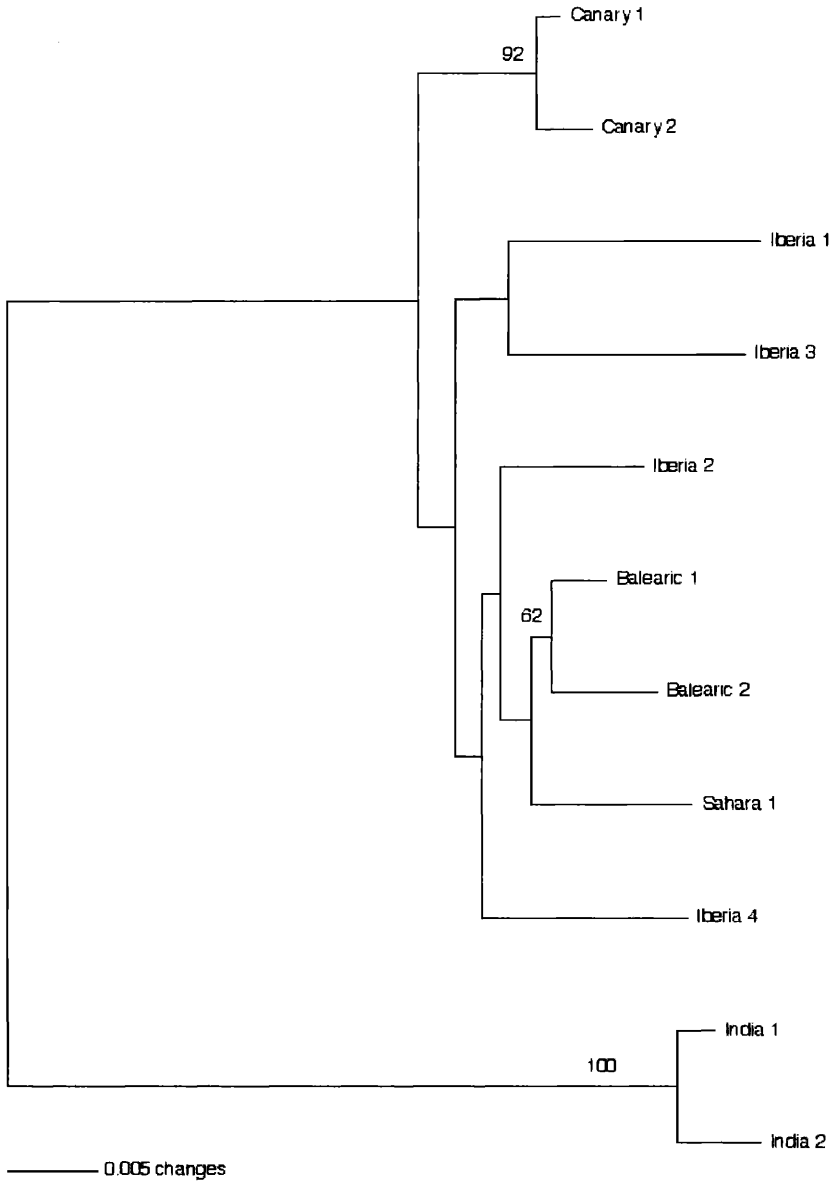 Canary 1
92
Canary 2
Iberia 1
Iberia 3
Iberia 2
Balearic 1
62
Balearic 2
Sahara 1
Iberia 4
India 1
100
India 2
0.005 changes